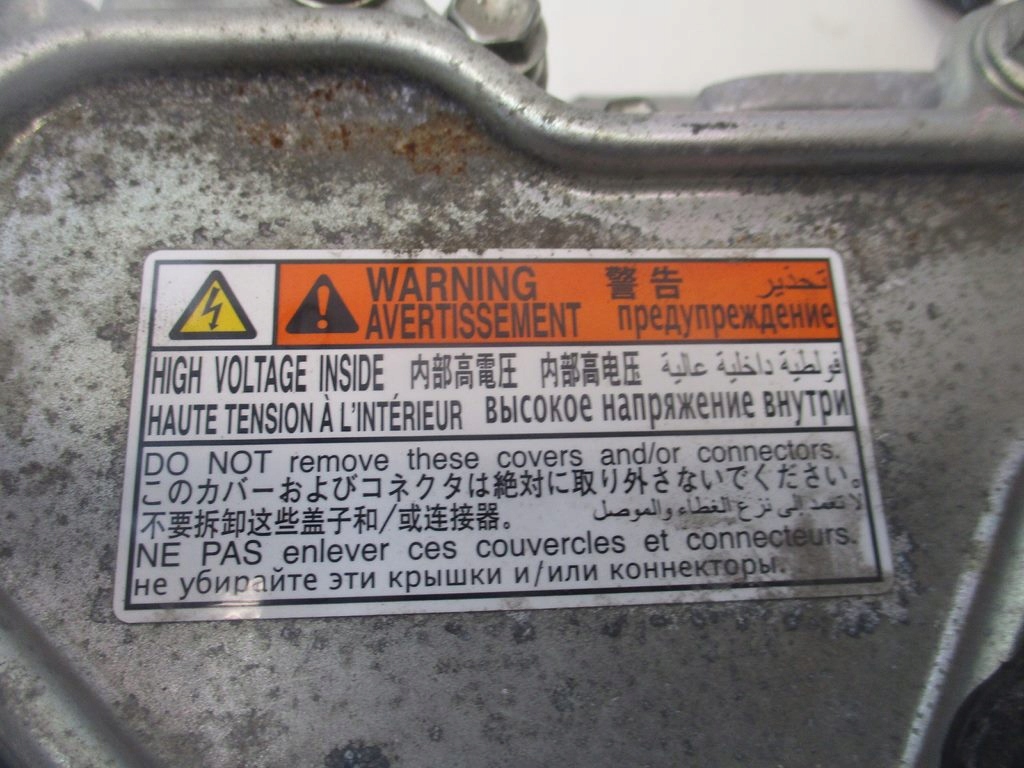 WARNING 警告 تحذير
AVERTISSEMENT предупреждение
HIGH VOLTAGE INSIDE 内部高電圧 内部高电压 فولطية داخلية عالية
HAUTE TENSION À L'INTÉRIEUR высокое напряжение внутри
DO NOT remove these covers and/or connectors.
このカバーおよびコネクタは絶対に取り外さないでください。
不要拆卸这些盖子和/或连接器。 لا تعمد إلى نزع الغطاء والموصل
NE PAS enlever ces couvercles et connecteurs.
не убирайте эти крышки и/или коннекторы.